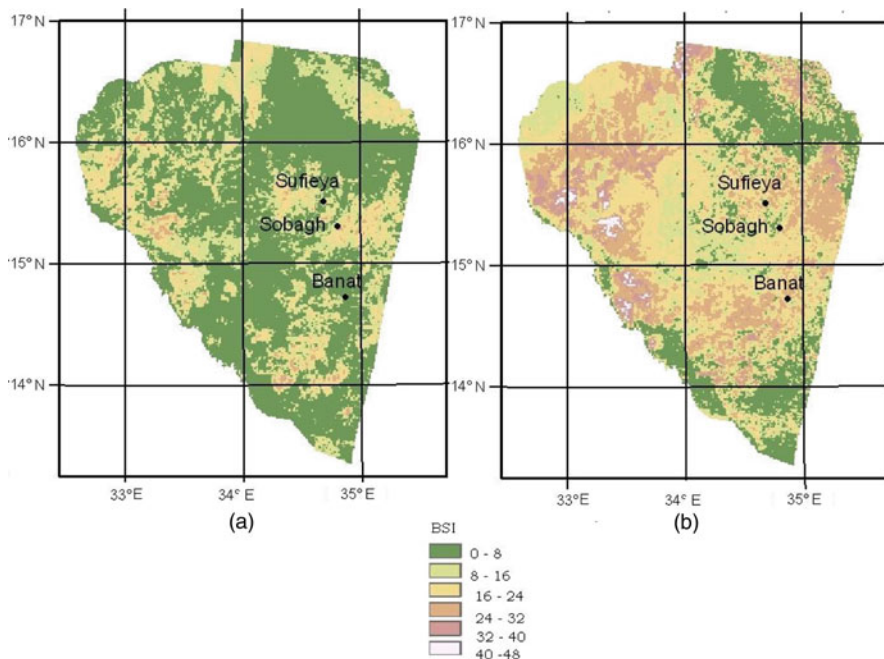 17° N
16° N
15° N
14° N
Sufieya
Sobagh
Banat
33°E
34° E
35°E
(a)
17° N
16°N
15°N
14°N
Sufieya
Sobagh
Banat
33°E
34°E
35°E
(b)
BSI
0 - 8
8 - 16
16 - 24
24 - 32
32 - 40
40 -48